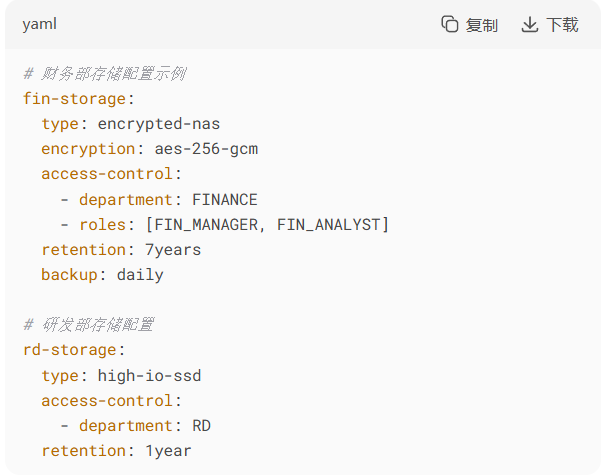 yaml
复制
下载
# 财务部存储配置示例
fin-storage:
  type: encrypted-nas
  encryption: aes-256-gcm
  access-control:
    - department: FINANCE
    - roles: [FIN_MANAGER, FIN_ANALYST]
  retention: 7years
  backup: daily

# 研发部存储配置
rd-storage:
  type: high-io-ssd
  access-control:
    - department: RD
  retention: 1year